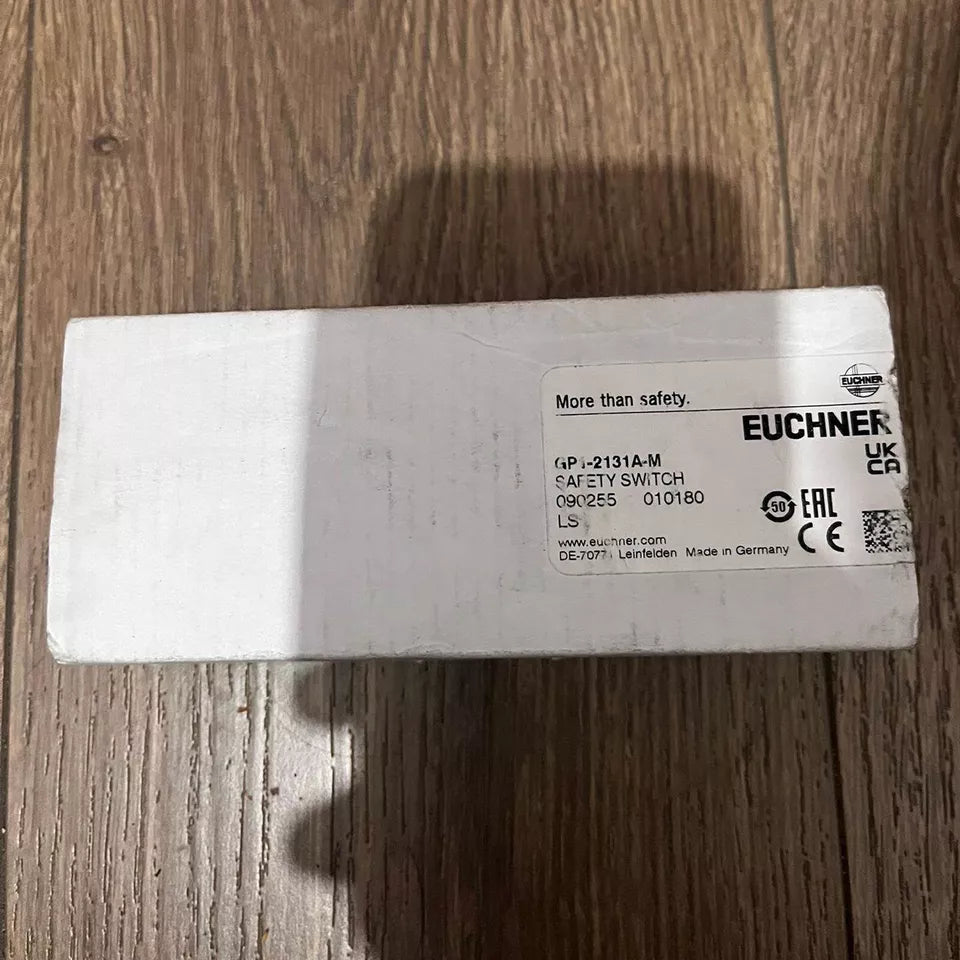 EUCHNER
More than safety.
EUCHNER
UK
CA
GP1-2131A-M
SAFETY SWITCH
090255 010180
50
EAC
LS
www.euchner.com
DE-70771 Leinfelden Made in Germany
CE